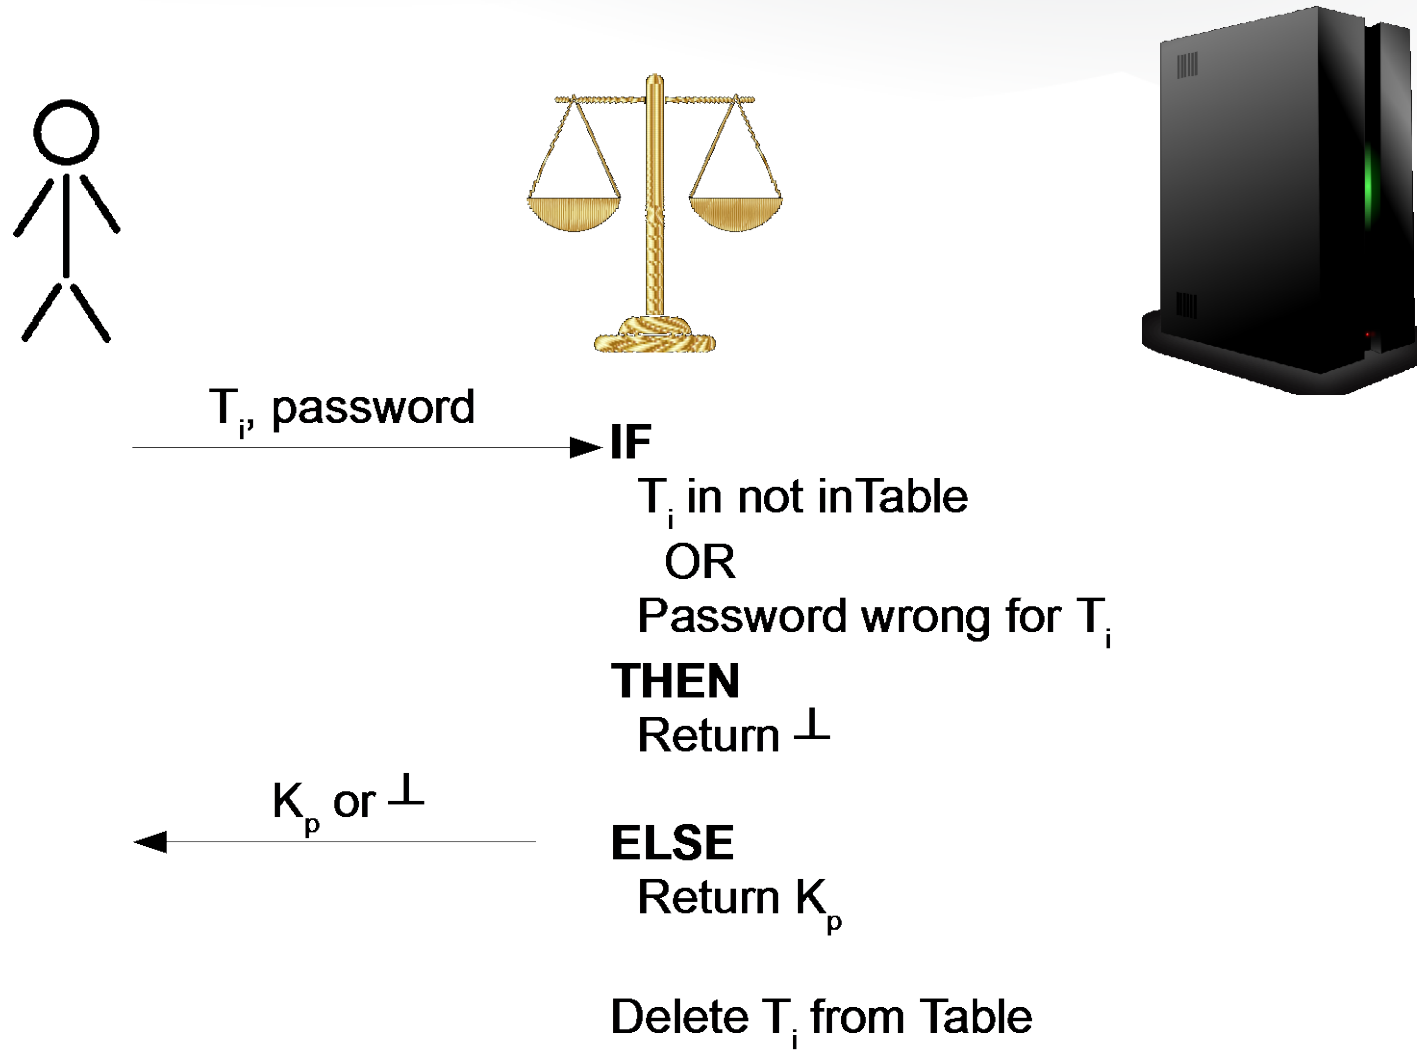 Tᵢ, password
IF
Tᵢ in not inTable
OR
Password wrong for Tᵢ
THEN
Return ⊥
Kₚ or ⊥
ELSE
Return Kₚ
Delete Tᵢ from Table